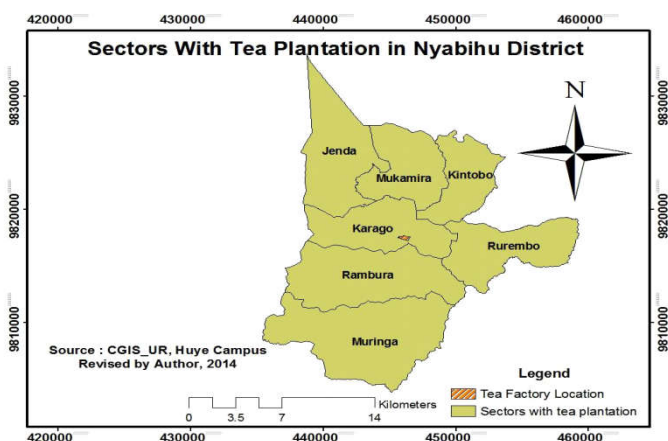 420000 430000 440000 450000 460000
Sectors With Tea Plantation in Nyabihu District
9830000
9830000
N
Jenda
Mukamira
Kintobo
9820000
9820000
Karago
Rurembo
Rambura
9810000
9810000
Muringa
Source : CGIS_UR, Huye Campus
Revised by Author, 2014
Legend
Tea Factory Location
Sectors with tea plantation
Kilometers
0 3.5 7 14
420000 430000 440000 450000 460000